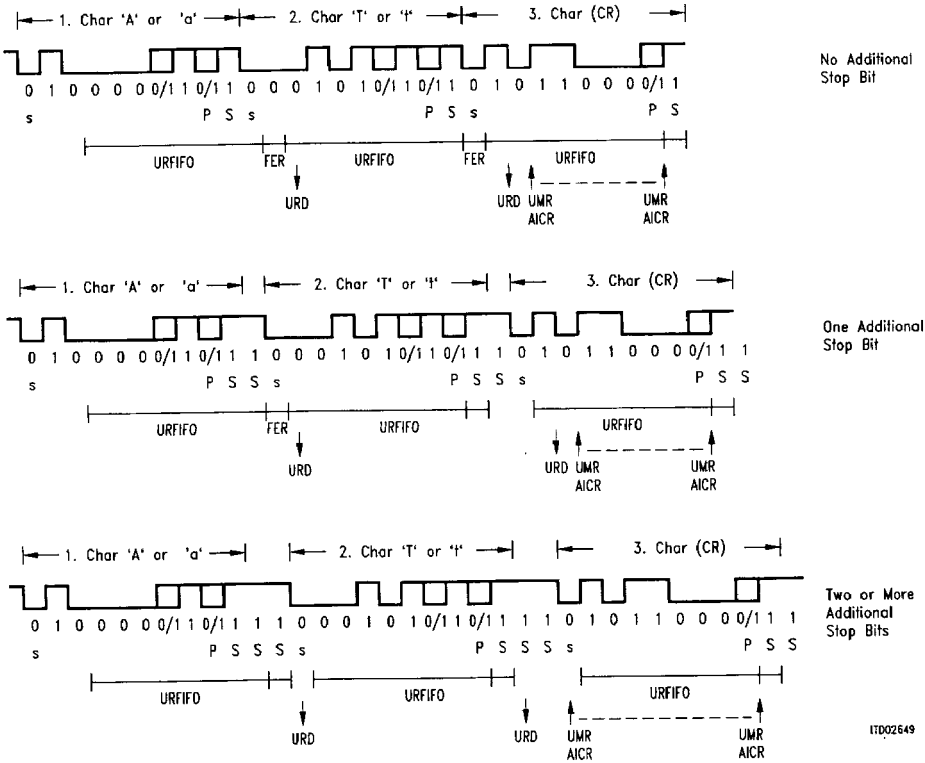 1. Char 'A' or 'a' 2. Char 'T' or 't' 3. Char (CR)
No Additional
Stop Bit
0 1 0 0 0 0 0/1 1 0/1 1 0 0 0 1 0 1 0/1 1 0/1 1 0 1 0 1 1 0 0 0 0/1 1
s P S s P S s P S
URFIFO FER URFIFO FER URFIFO
URD URD UMR UMR
AICR AICR
1. Char 'A' or 'a' 2. Char 'T' or 't' 3. Char (CR)
One Additional
Stop Bit
0 1 0 0 0 0 0/1 1 0/1 1 1 0 0 0 1 0 1 0/1 1 0/1 1 1 0 1 0 1 1 0 0 0 0/1 1 1
s P S S s P S S s P S S
URFIFO FER URFIFO URFIFO
URD URD UMR UMR
AICR AICR
1. Char 'A' or 'a' 2. Char 'T' or 't' 3. Char (CR)
Two or More
Additional
Stop Bits
0 1 0 0 0 0 0/1 1 0/1 1 1 1 0 0 0 1 0 1 0/1 1 0/1 1 1 1 0 1 0 1 1 0 0 0 0/1 1 1
s P S S S s P S S S s P S S
URFIFO URFIFO URFIFO
URD URD UMR UMR
AICR AICR
ITD02649